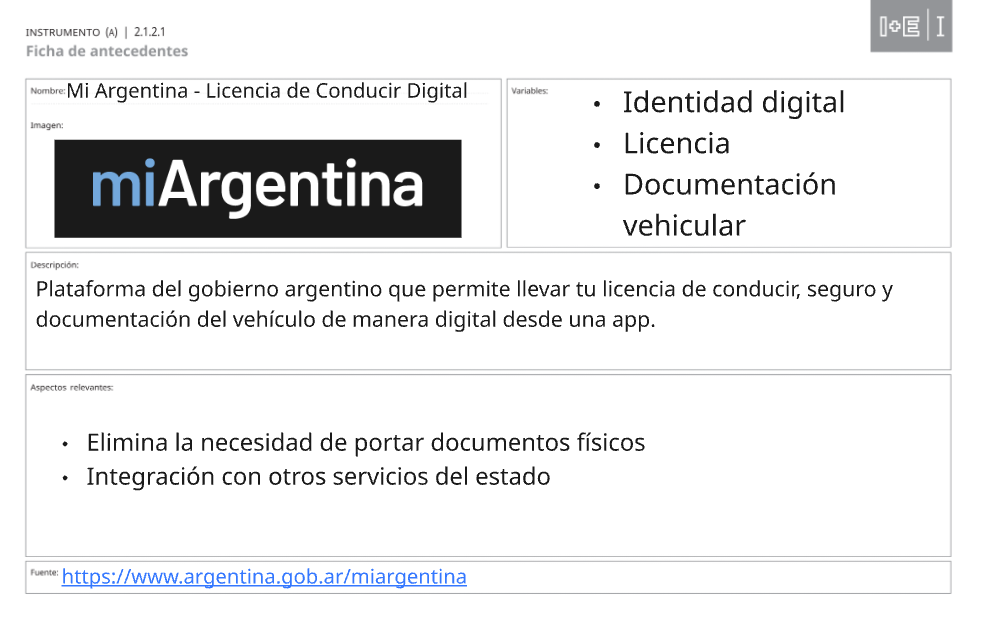 INSTRUMENTO (A) | 2.1.2.1
Ficha de antecedentes
I+E I
Nombre: Mi Argentina - Licencia de Conducir Digital
Imagen:
miArgentina
Variables:
• Identidad digital
• Licencia
• Documentación
vehicular
Descripción:
Plataforma del gobierno argentino que permite llevar tu licencia de conducir, seguro y
documentación del vehículo de manera digital desde una app.
Aspectos relevantes:
• Elimina la necesidad de portar documentos físicos
• Integración con otros servicios del estado
Fuente: https://www.argentina.gob.ar/miargentina